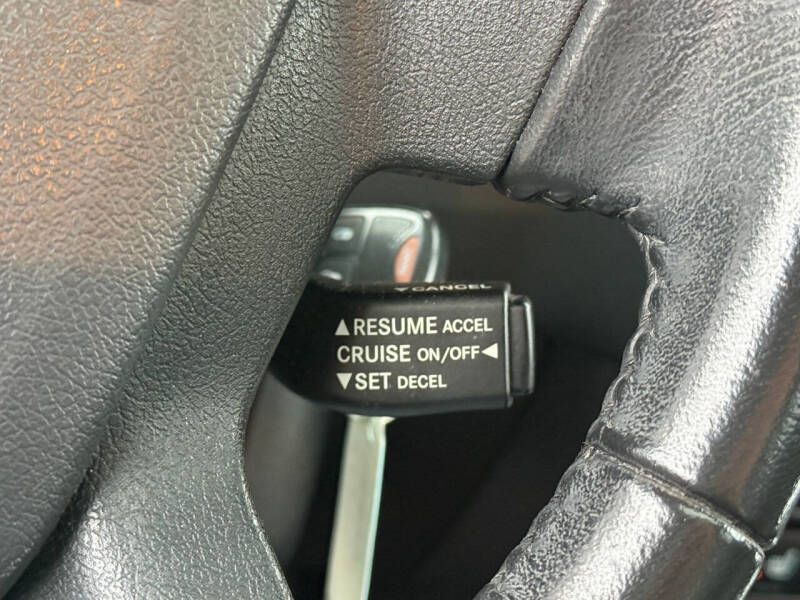 ▼CANCEL
▲RESUME ACCEL
CRUISE ON/OFF◀
▼SET DECEL